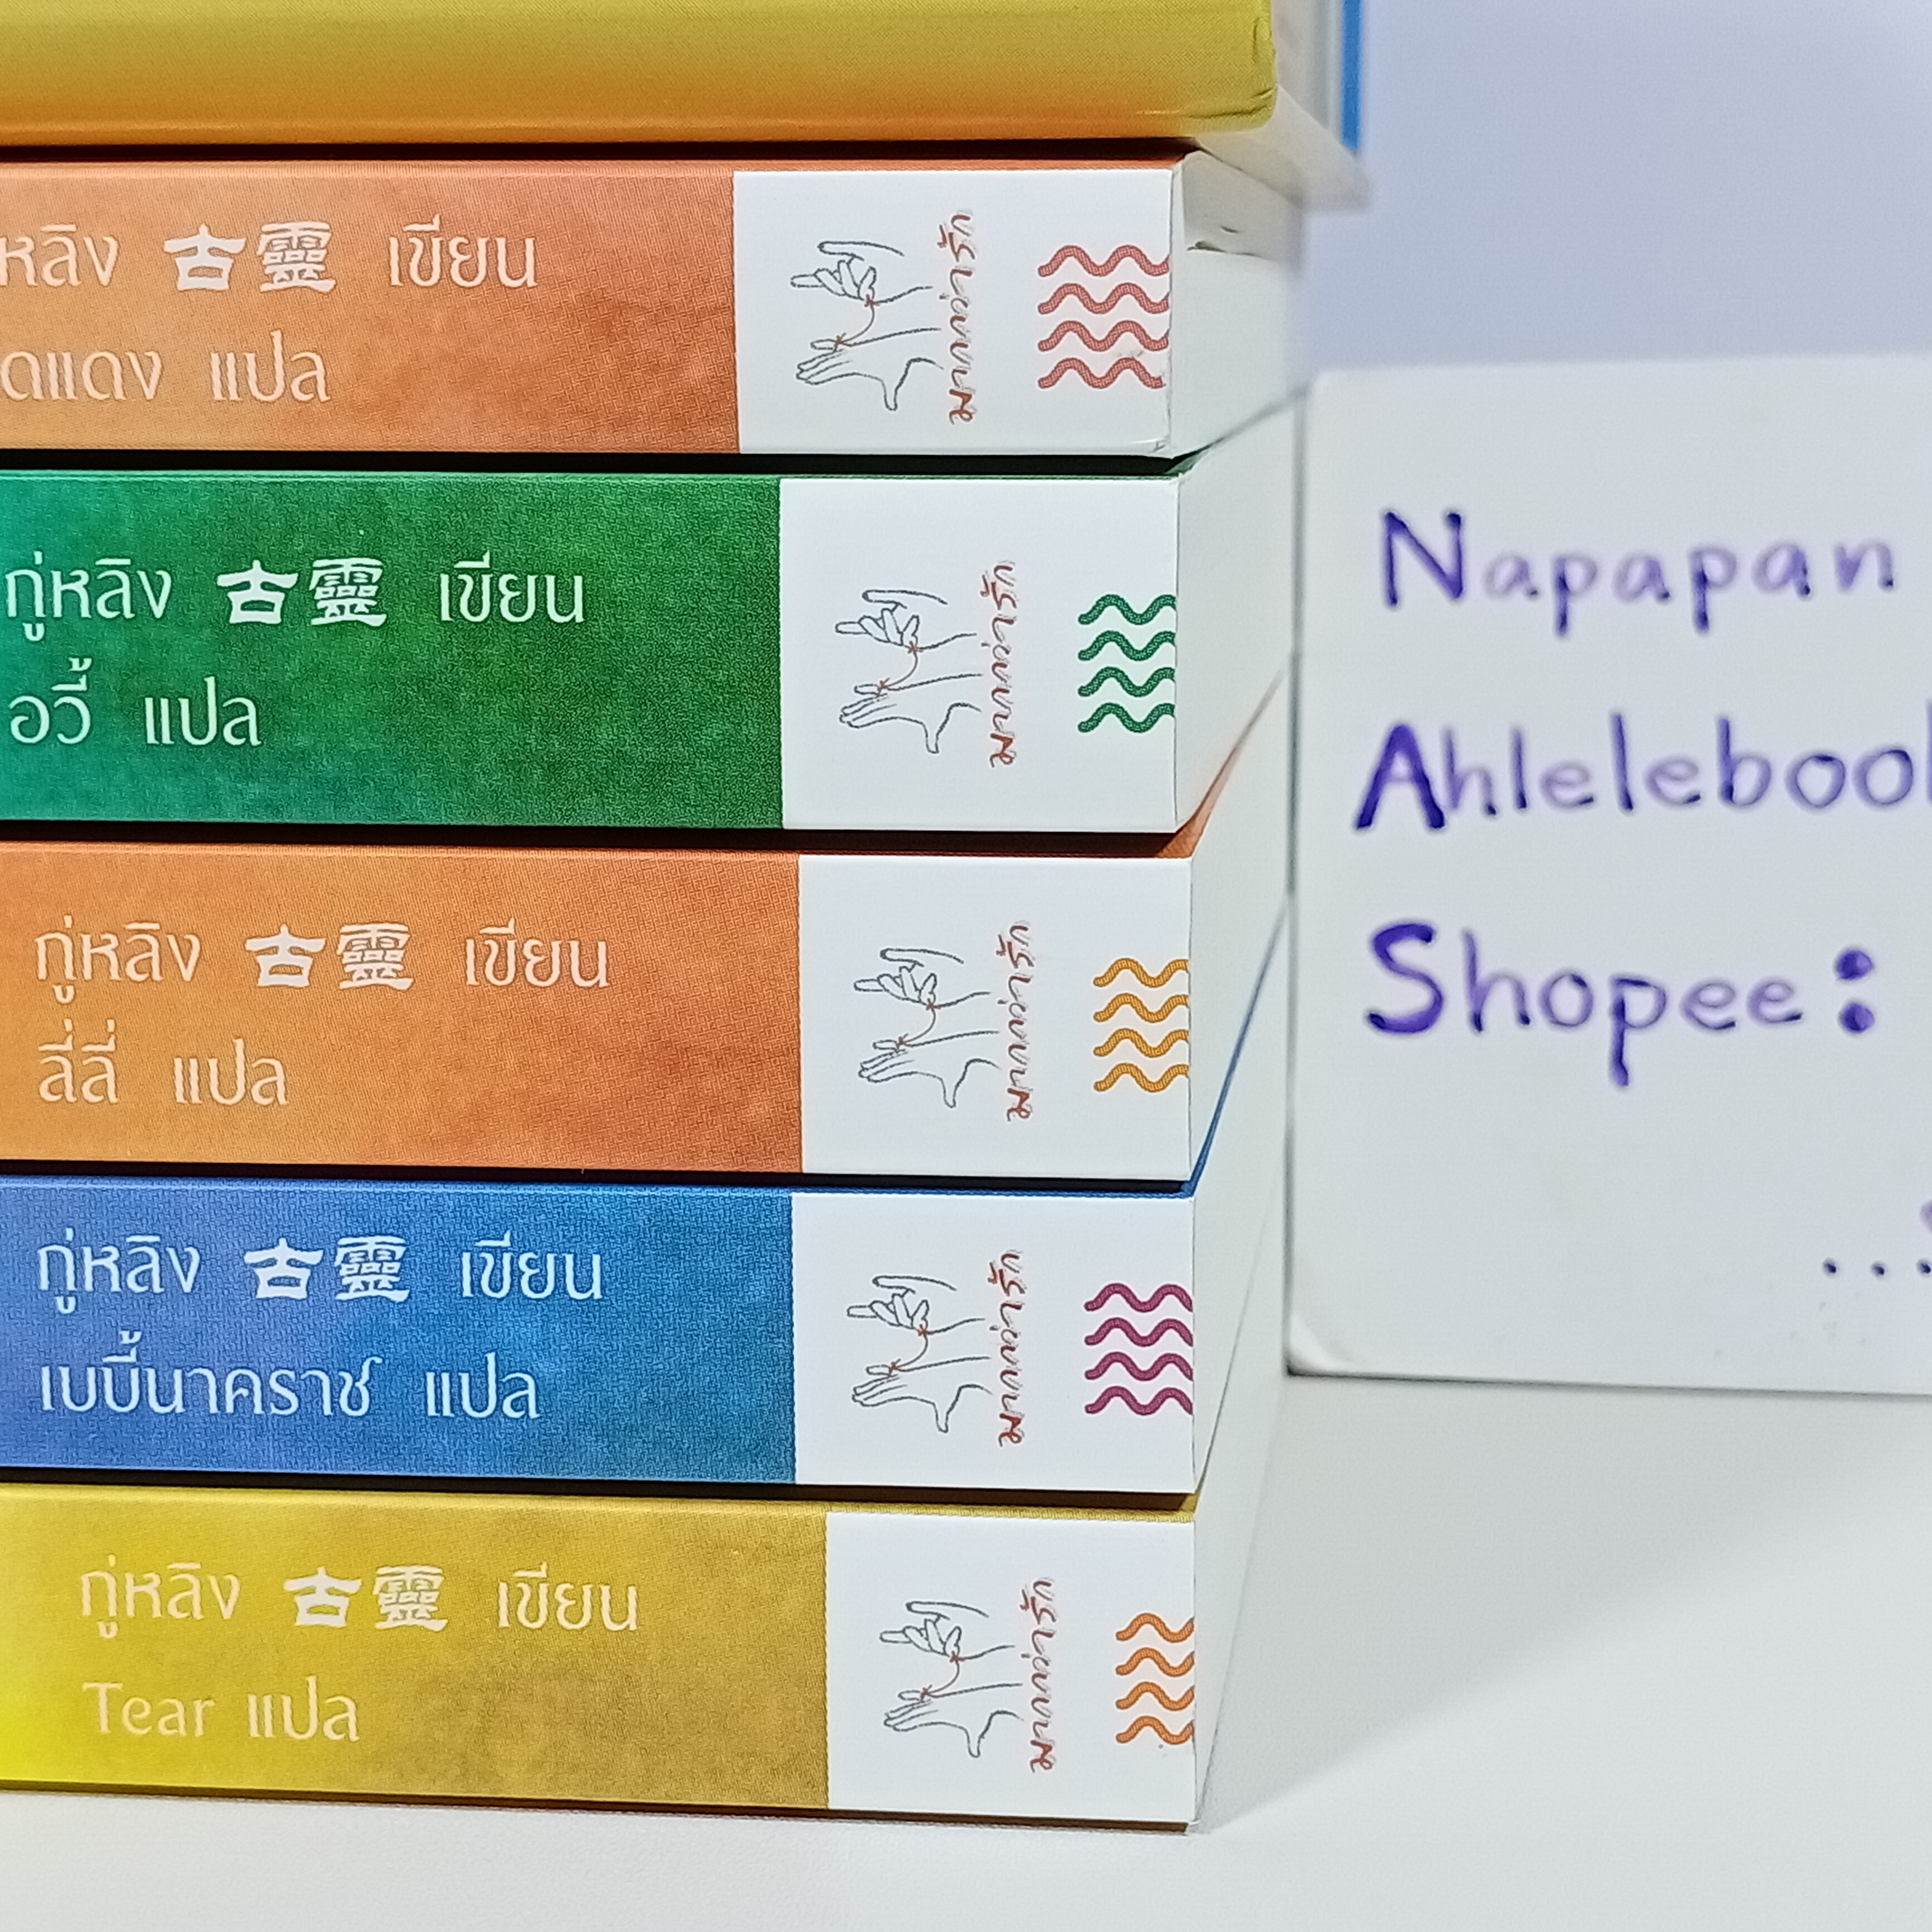 หลิง 古靈 เขียน
ดแดง แปล
กู่หลิง 古靈 เขียน
อวี้ แปล
กู่หลิง 古靈 เขียน
ลี่ลี่ แปล
กู่หลิง 古靈 เขียน
เบบี้นาคราช แปล
กู่หลิง 古靈 เขียน
Tear แปล
Napapan
Ahlelebook
Shopee:
...